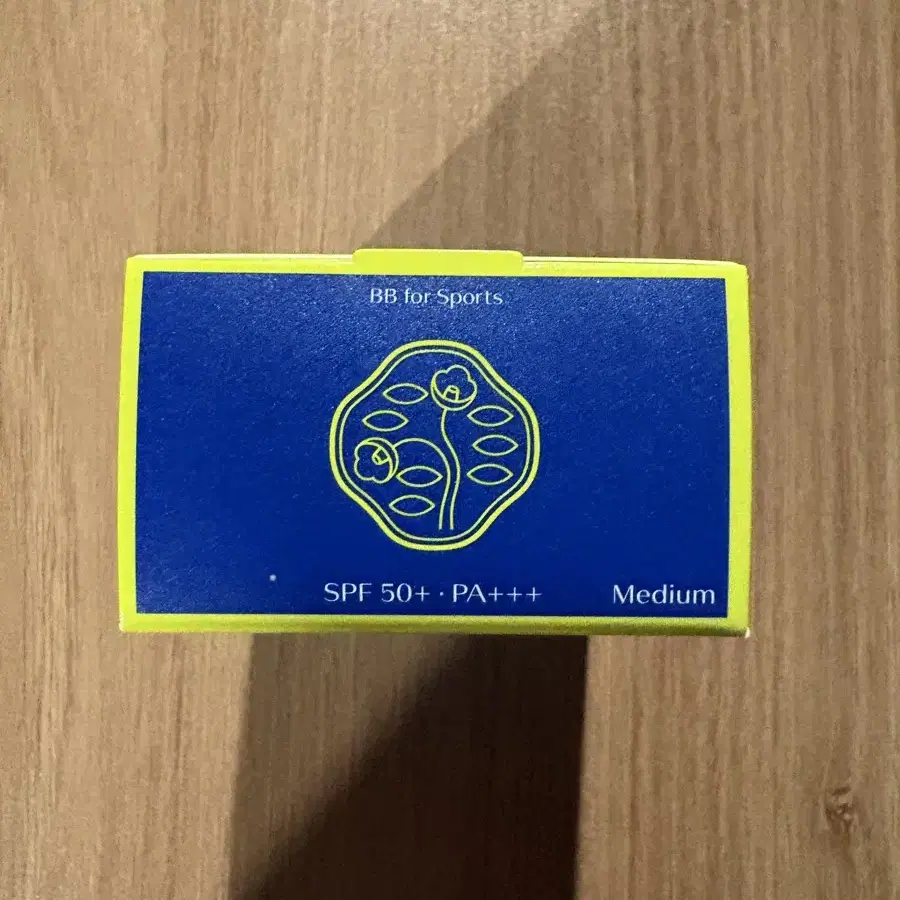 BB for Sports
SPF 50+ · PA+++
Medium